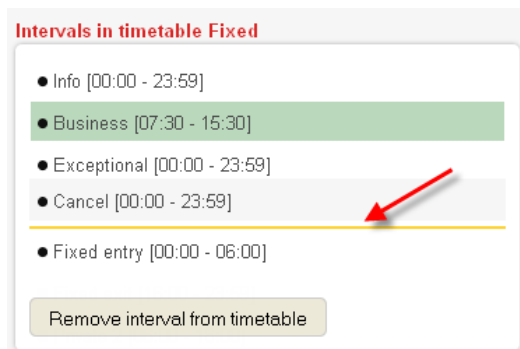 Intervals in timetable Fixed
● Info [00:00 - 23:59]
● Business [07:30 - 15:30]
● Exceptional [00:00 - 23:59]
● Cancel [00:00 - 23:59]
● Fixed entry [00:00 - 06:00]
Remove interval from timetable